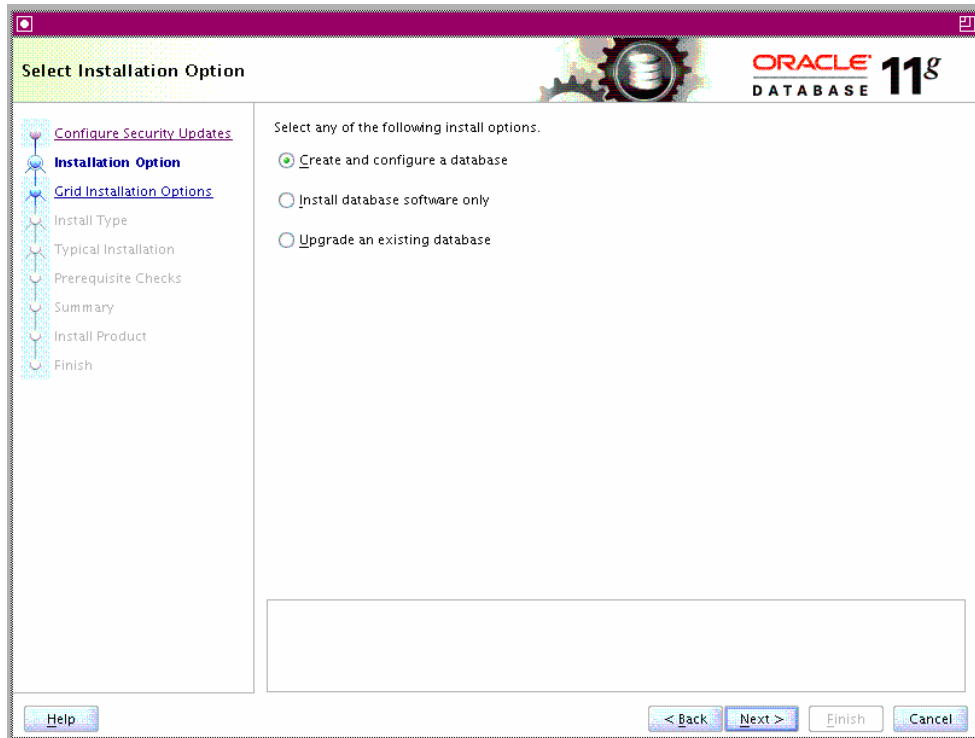 Select Installation Option
ORACLE
DATABASE 11g
Configure Security Updates
Installation Option
Grid Installation Options
Install Type
Typical Installation
Prerequisite Checks
Summary
Install Product
Finish
Select any of the following install options.
Create and configure a database
Install database software only
Upgrade an existing database
Help
< Back
Next >
Finish
Cancel